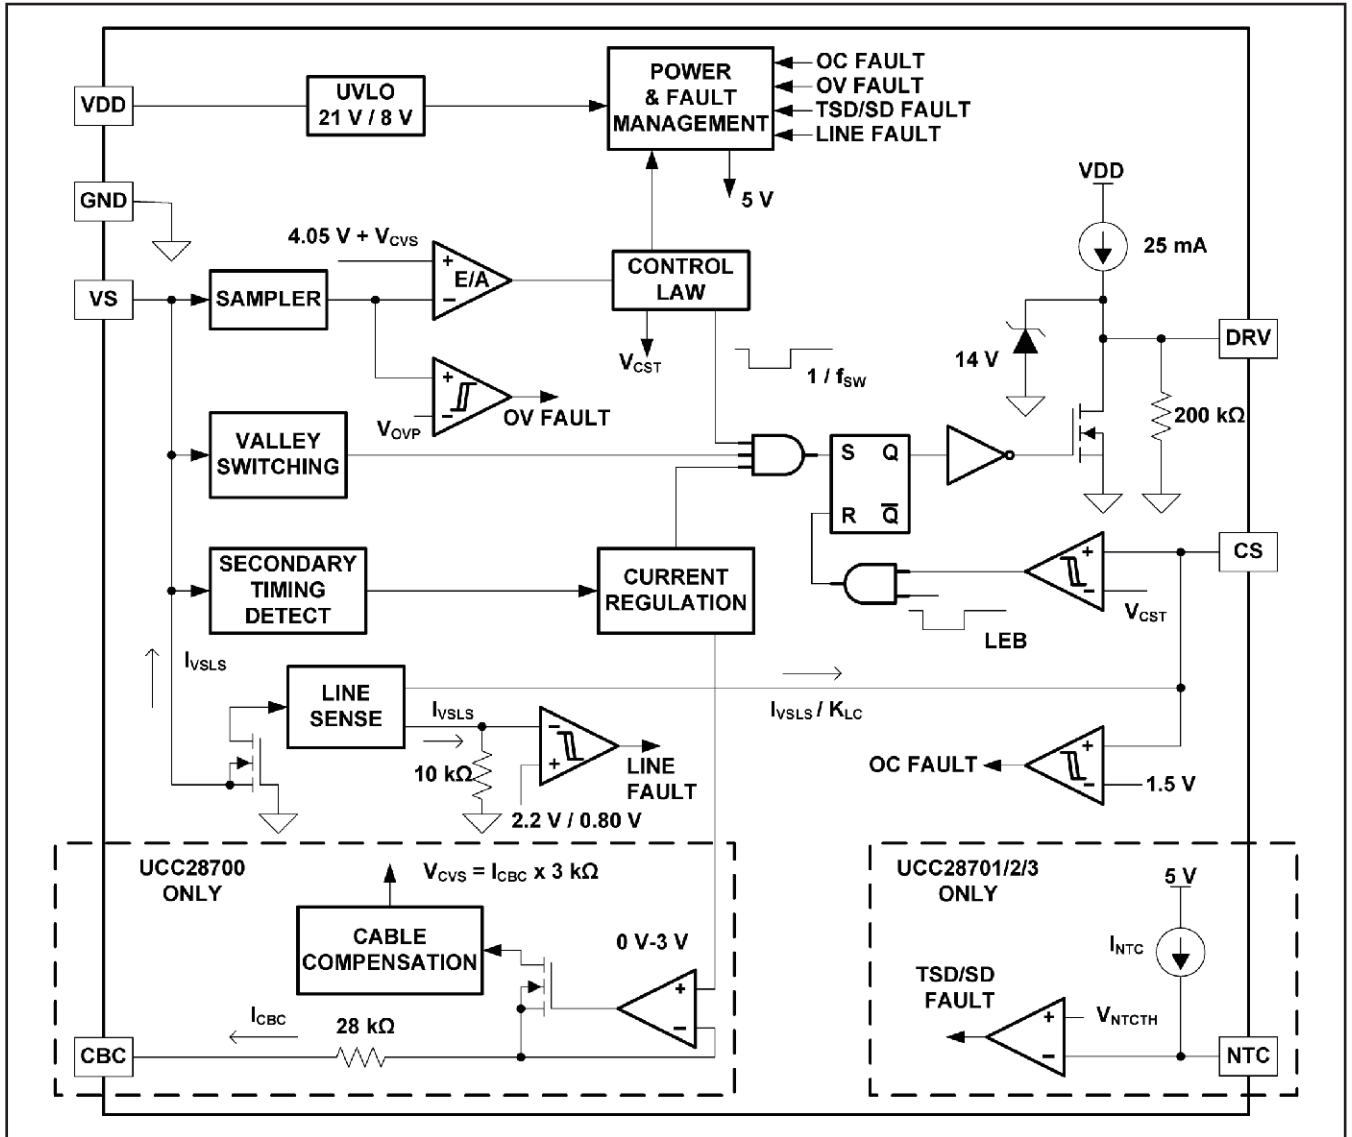 VDD
UVLO
21 V / 8 V
POWER
& FAULT
MANAGEMENT
OC FAULT
OV FAULT
TSD/SD FAULT
LINE FAULT
5 V
GND
VDD
25 mA
4.05 V + VCVS
+
E/A
−
CONTROL
LAW
VS
SAMPLER
DRV
14 V
VCST
1 / fSW
+
−
OV FAULT
VOVP
200 kΩ
VALLEY
SWITCHING
S Q
R Q̅
SECONDARY
TIMING
DETECT
CURRENT
REGULATION
+
−
CS
VCST
LEB
IVSLS
LINE
SENSE
IVSLS
IVSLS / KLC
10 kΩ
−
+
LINE
FAULT
2.2 V / 0.80 V
OC FAULT
+
−
1.5 V
UCC28700
ONLY
VCVS = ICBC x 3 kΩ
CABLE
COMPENSATION
0 V-3 V
+
−
ICBC
28 kΩ
CBC
UCC28701/2/3
ONLY
5 V
INTC
TSD/SD
FAULT
+
−
VNTCTH
NTC